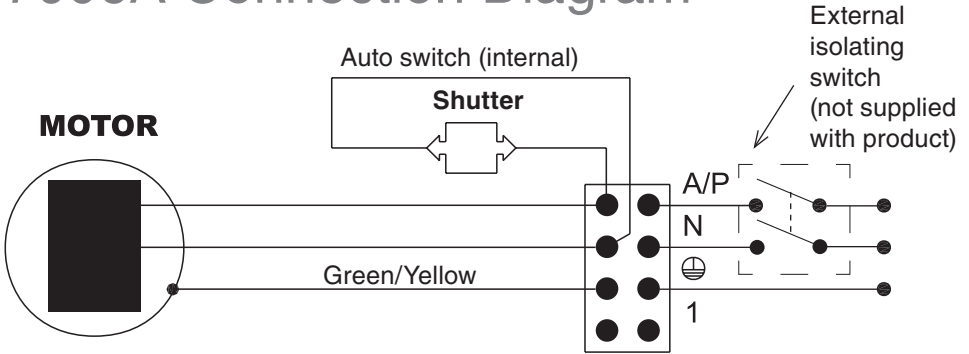 Connection Diagram
External
isolating
switch
(not supplied
with product)
Auto switch (internal)
Shutter
MOTOR
A/P
N
Green/Yellow
1